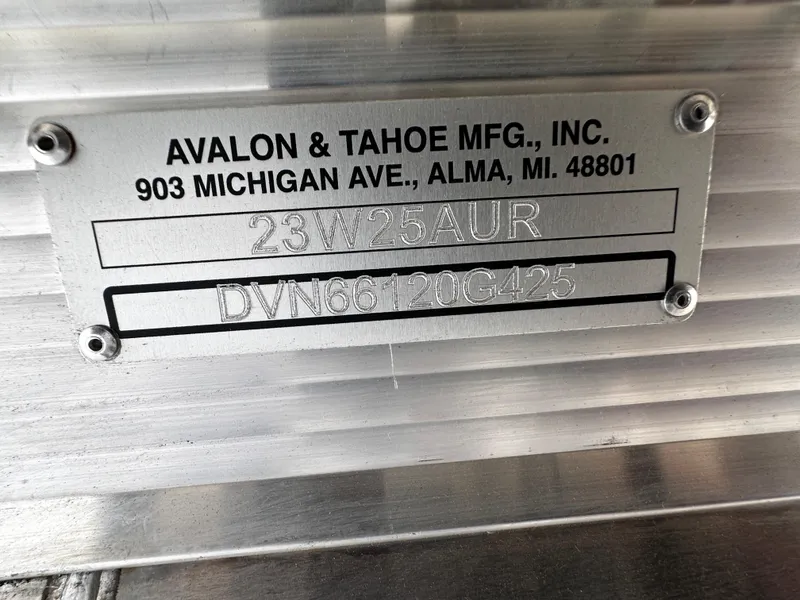 AVALON & TAHOE MFG., INC.
903 MICHIGAN AVE., ALMA, MI. 48801
23W25AUR
DVN66120G425